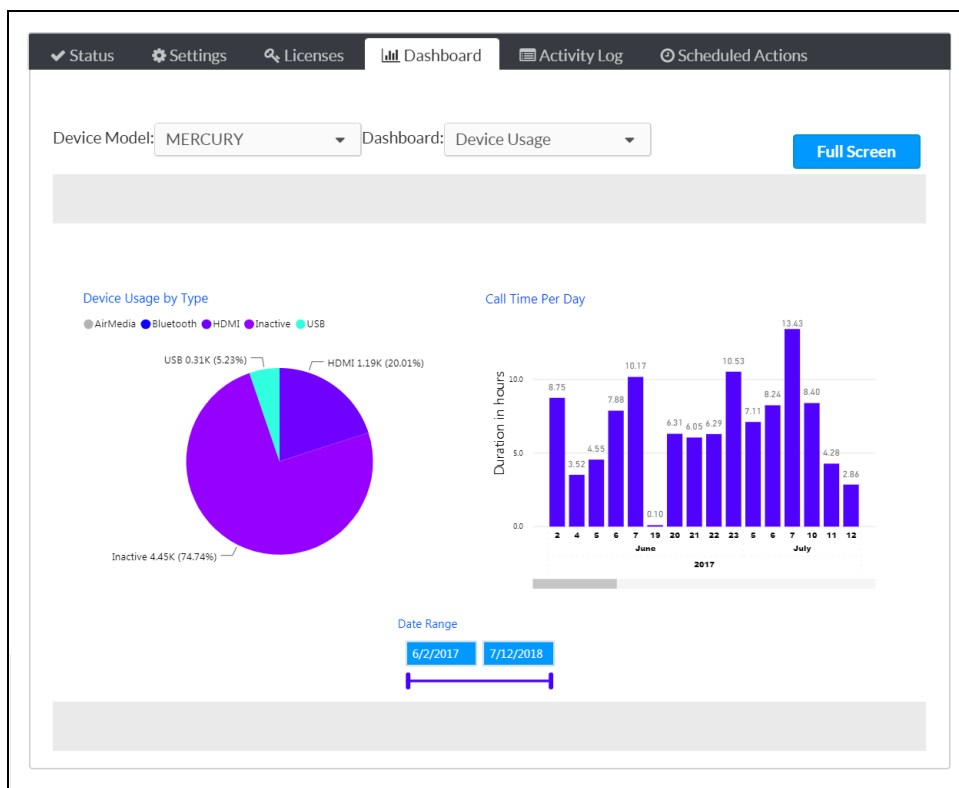 Status Settings Licenses Dashboard Activity Log Scheduled Actions
Device Model: MERCURY Dashboard: Device Usage
Full Screen
Device Usage by Type
AirMedia Bluetooth HDMI Inactive USB
USB 0.31K (5.23%)
HDMI 1.19K (20.01%)
Inactive 4.45K (74.74%)
Call Time Per Day
Duration in hours
10.0
5.0
0.0
8.75 3.52 4.55 7.88 10.17 0.10 6.31 6.05 6.29 10.53 7.11 8.24 13.43 8.40 4.28 2.86
2 4 5 6 7 19 20 21 22 23 5 6 7 10 11 12
June July
2017
Date Range
6/2/2017 7/12/2018